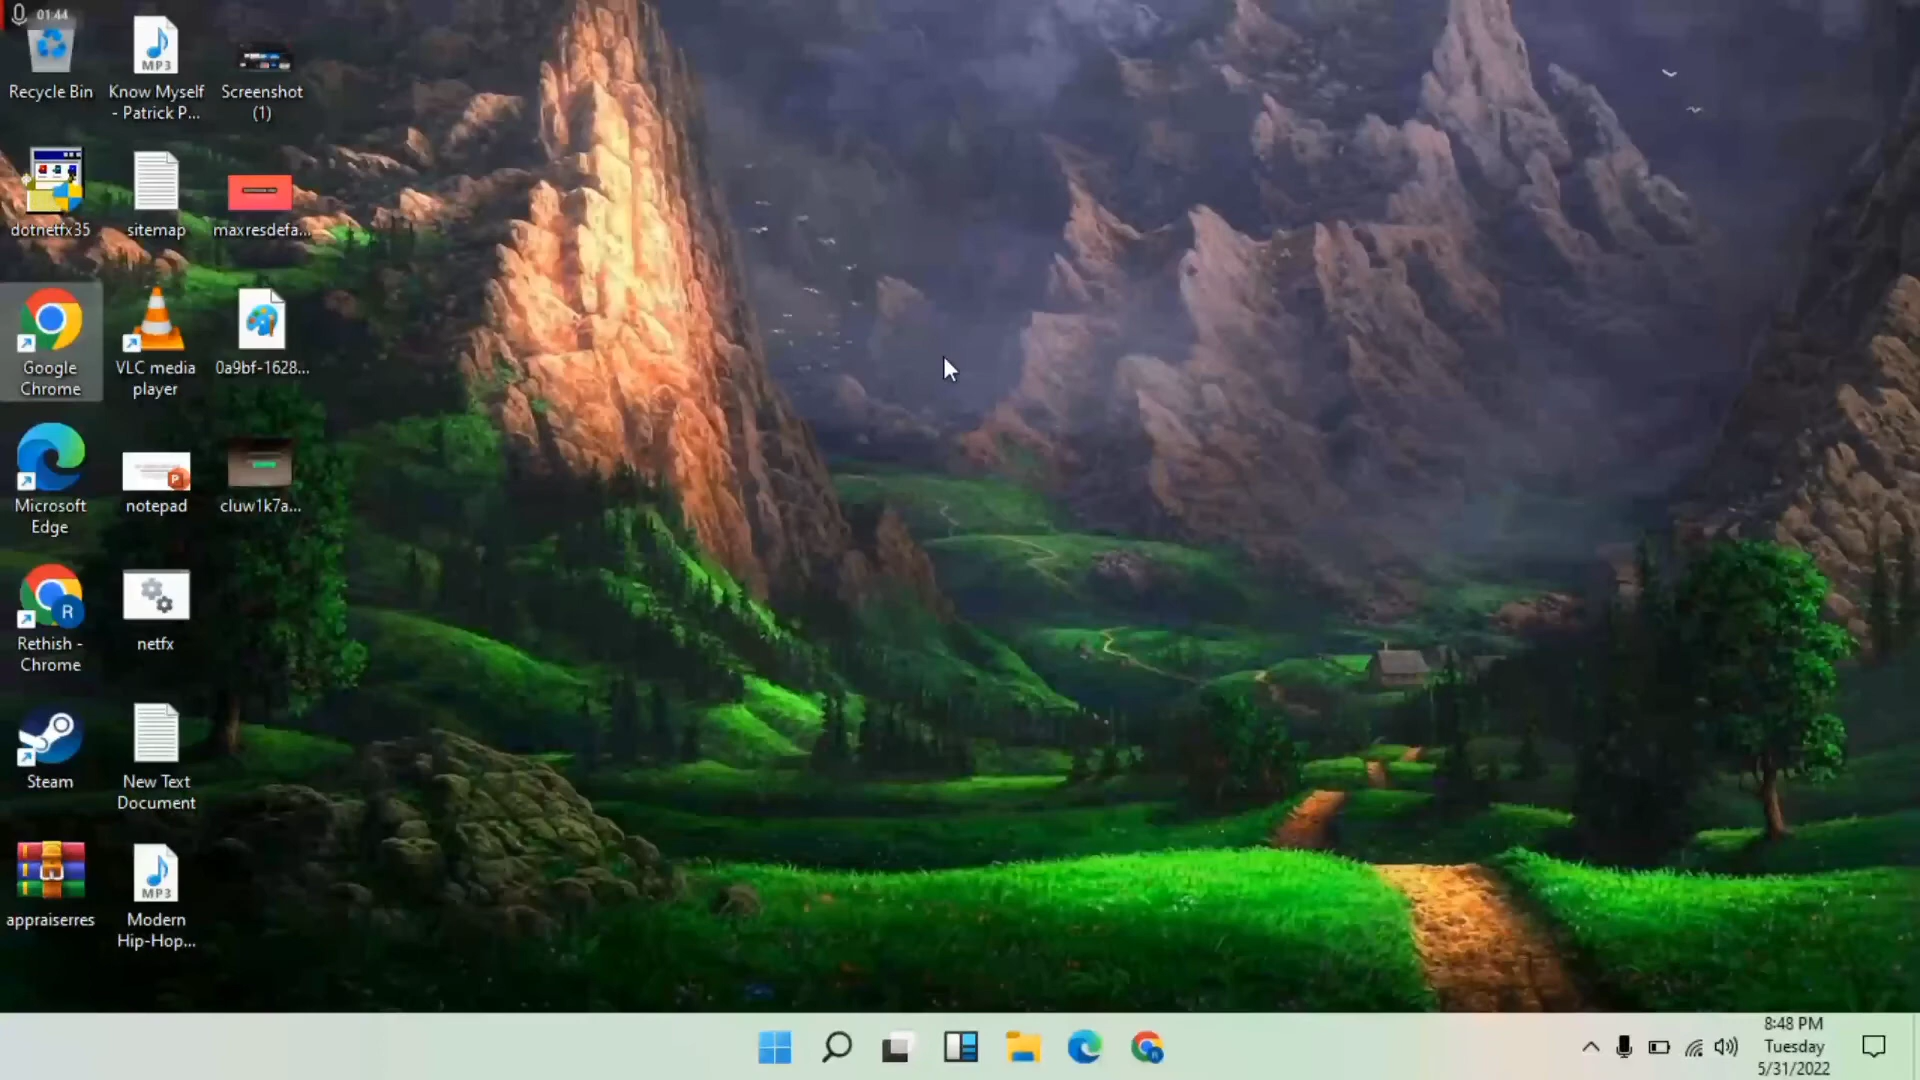 01:44
Recycle Bin
Know Myself
- Patrick P...
Screenshot
(1)
MP3
dotnetfx35
sitemap
maxresdefa...
Google
Chrome
VLC media
player
0a9bf-1628...
Microsoft
Edge
notepad
cluw1k7a...
P
R
Rethish -
Chrome
netfx
Steam
New Text
Document
appraiserres
MP3
Modern
Hip-Hop...
8:48 PM
Tuesday
5/31/2022